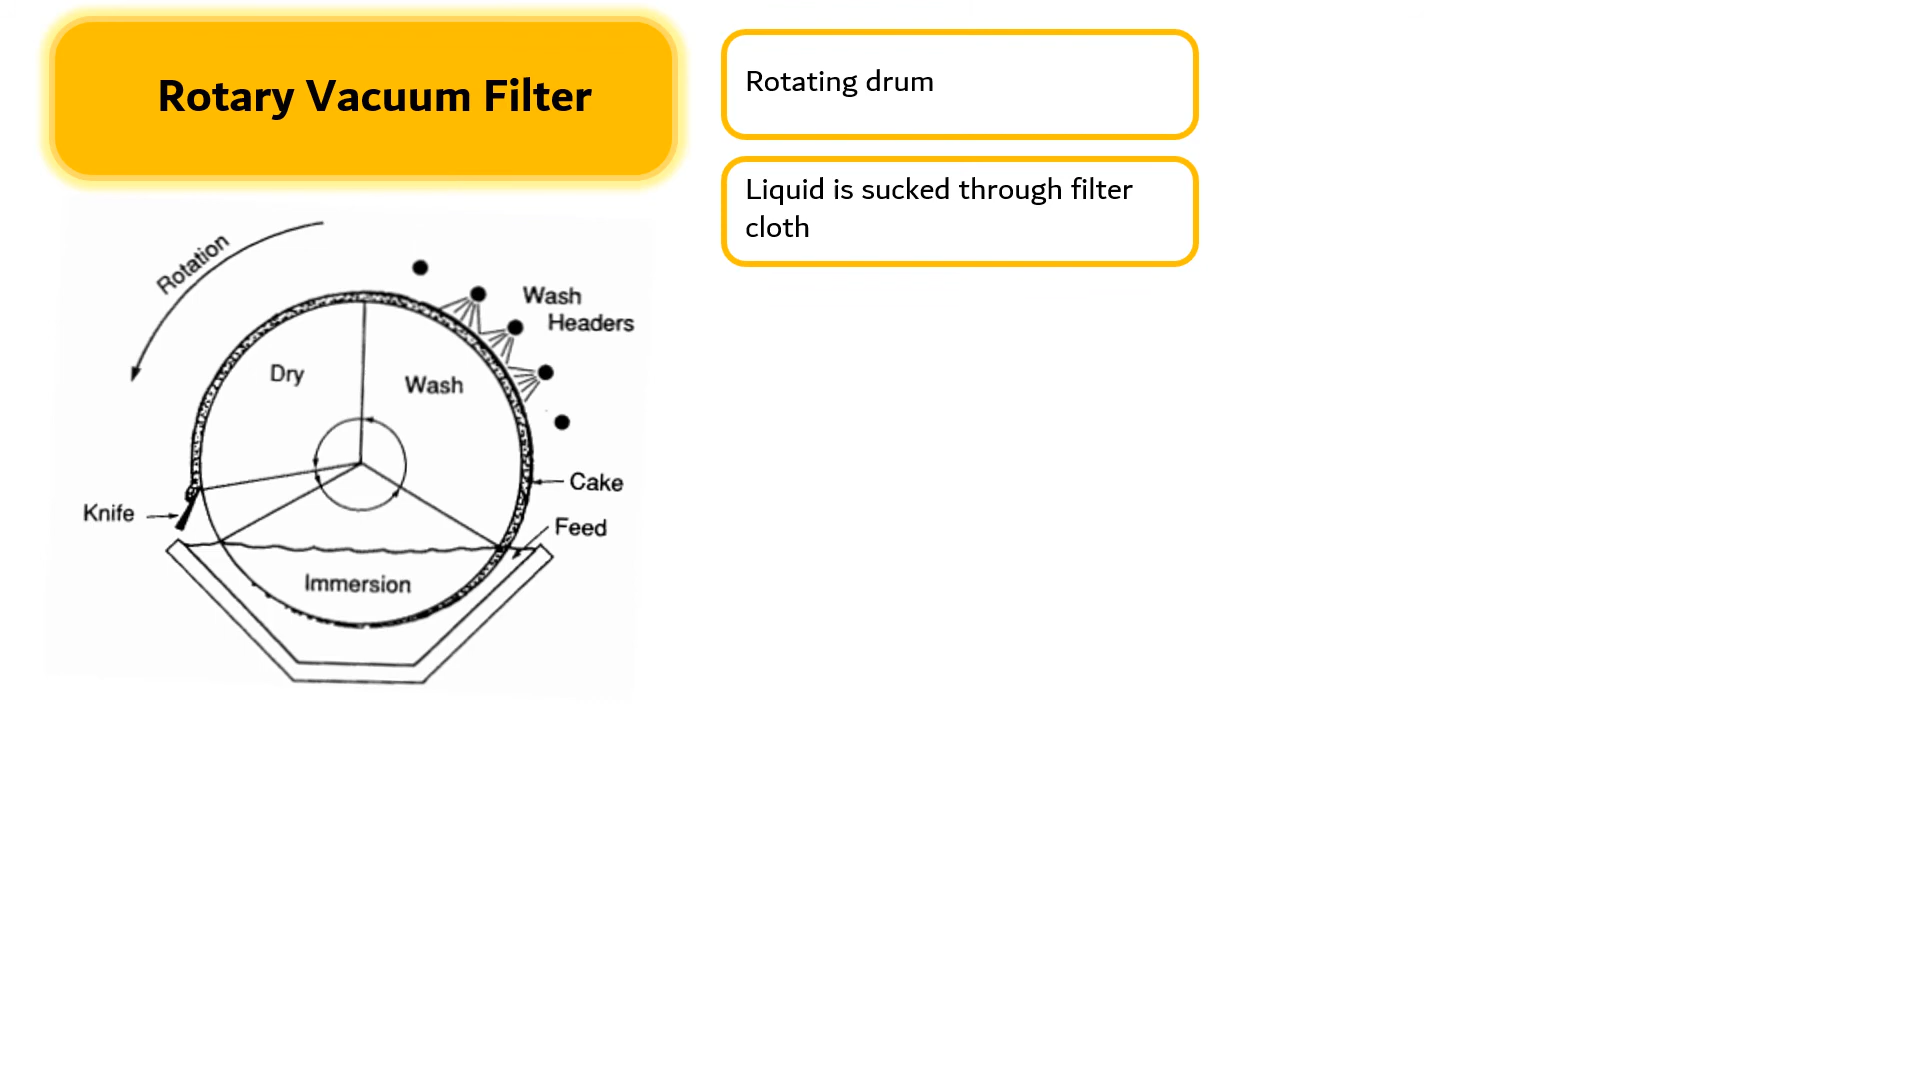 Rotary Vacuum Filter
Rotating drum
Liquid is sucked through filter
cloth
Rotation
Wash
Headers
Dry
Wash
Cake
Knife
Feed
Immersion